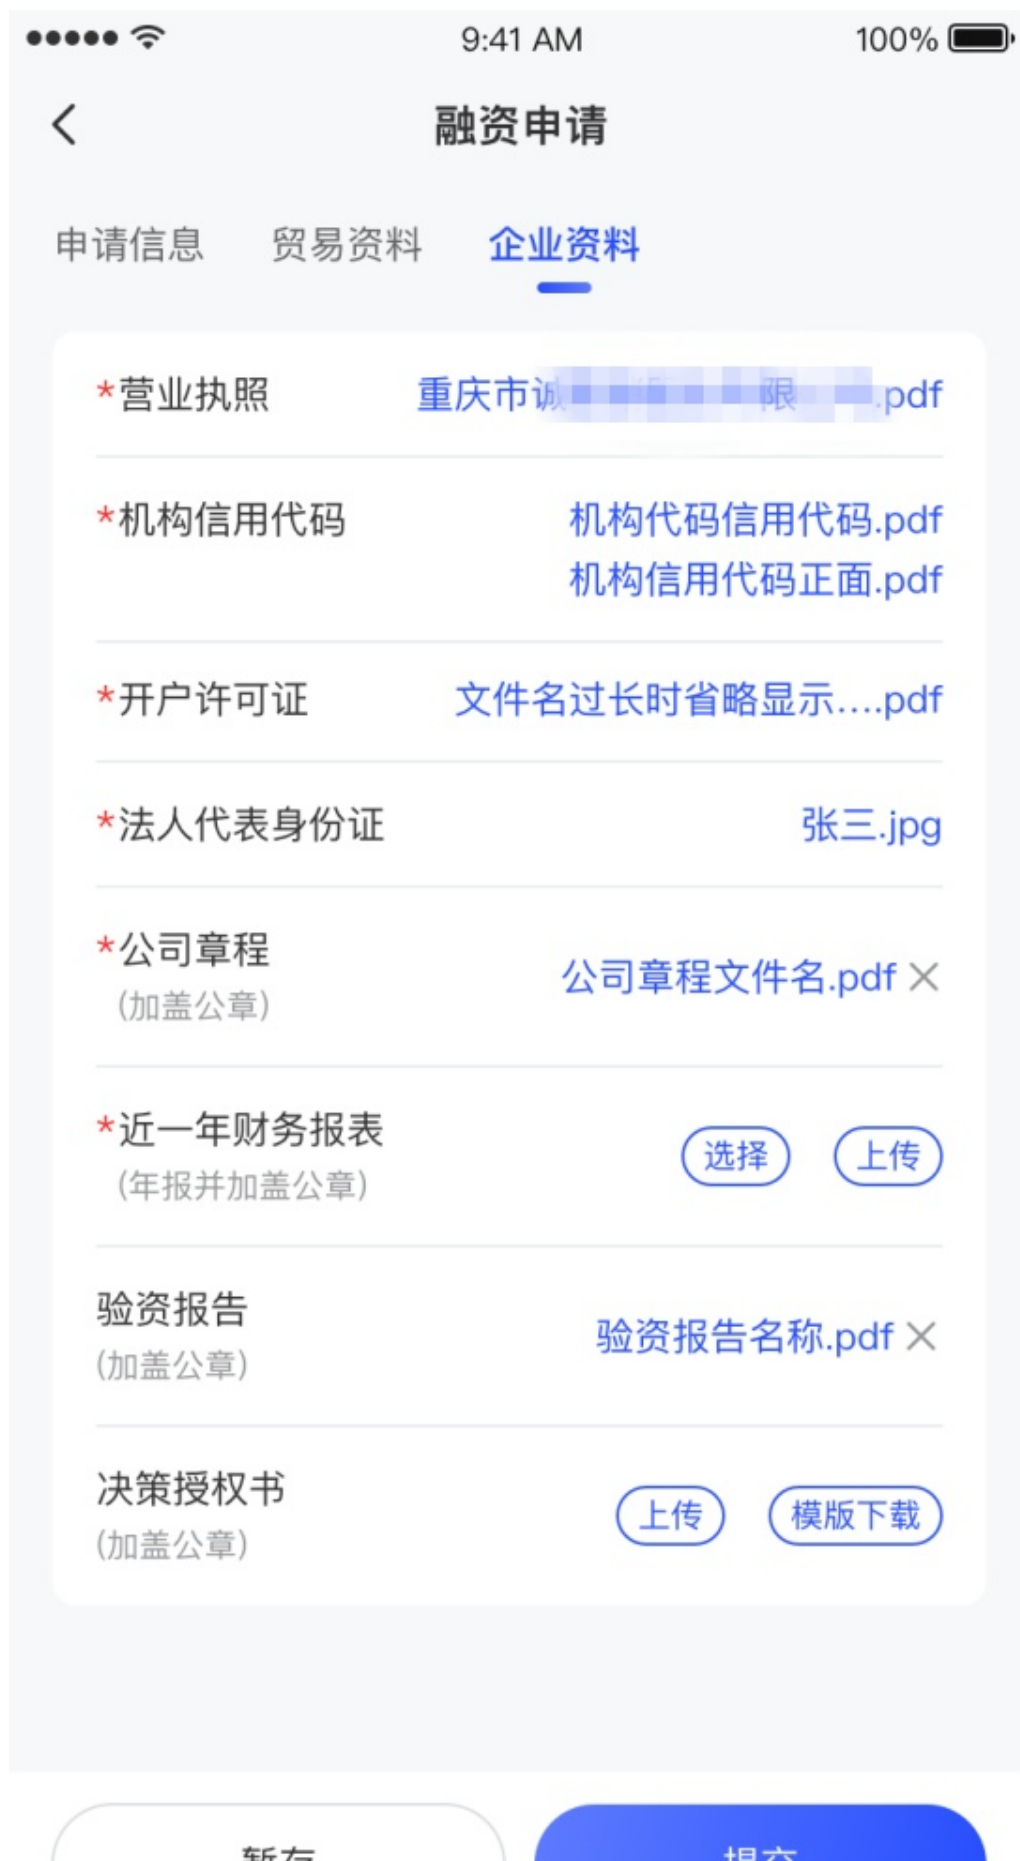 9:41 AM
100%
融资申请
申请信息 贸易资料 企业资料
*营业执照 重庆市诚 限 .pdf
*机构信用代码 机构代码信用代码.pdf
机构信用代码正面.pdf
*开户许可证 文件名过长时省略显示....pdf
*法人代表身份证 张三.jpg
*公司章程
(加盖公章)
公司章程文件名.pdf
*近一年财务报表
(年报并加盖公章)
选择 上传
验资报告
(加盖公章)
验资报告名称.pdf
决策授权书
(加盖公章)
上传 模版下载
暂存 提交